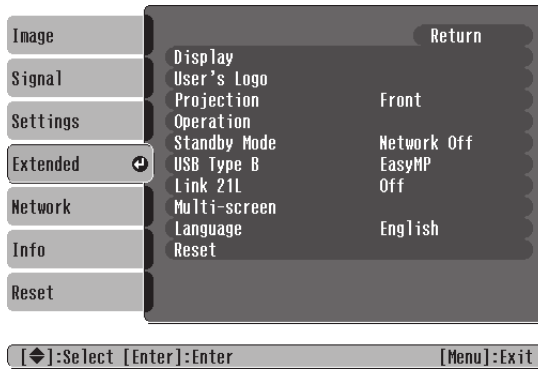 Image
Signal
Settings
Extended
Network
Info
Reset
Return
Display
User's Logo
Projection Front
Operation
Standby Mode Network Off
USB Type B EasyMP
Link 21L Off
Multi-screen
Language English
Reset
[◆]:Select [Enter]:Enter [Menu]:Exit